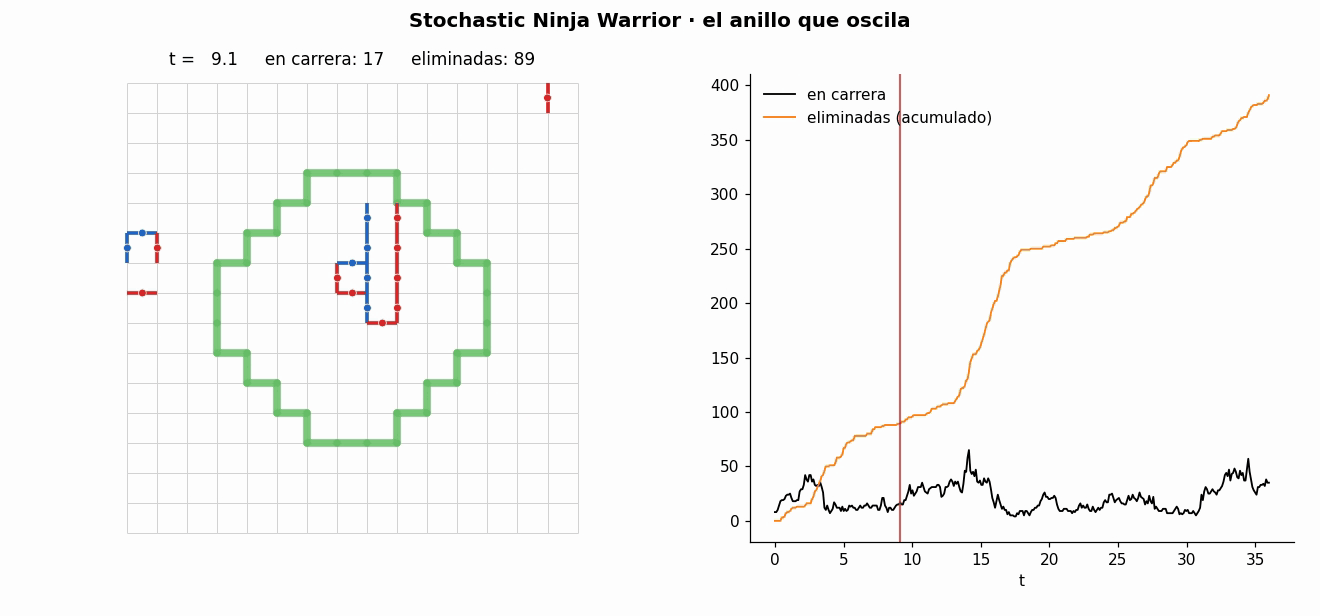 Stochastic Ninja Warrior · el anillo que oscila
t =   9.1     en carrera: 17     eliminadas: 89
en carrera
eliminadas (acumulado)
400
350
300
250
200
150
100
50
0
0 5 10 15 20 25 30 35
t